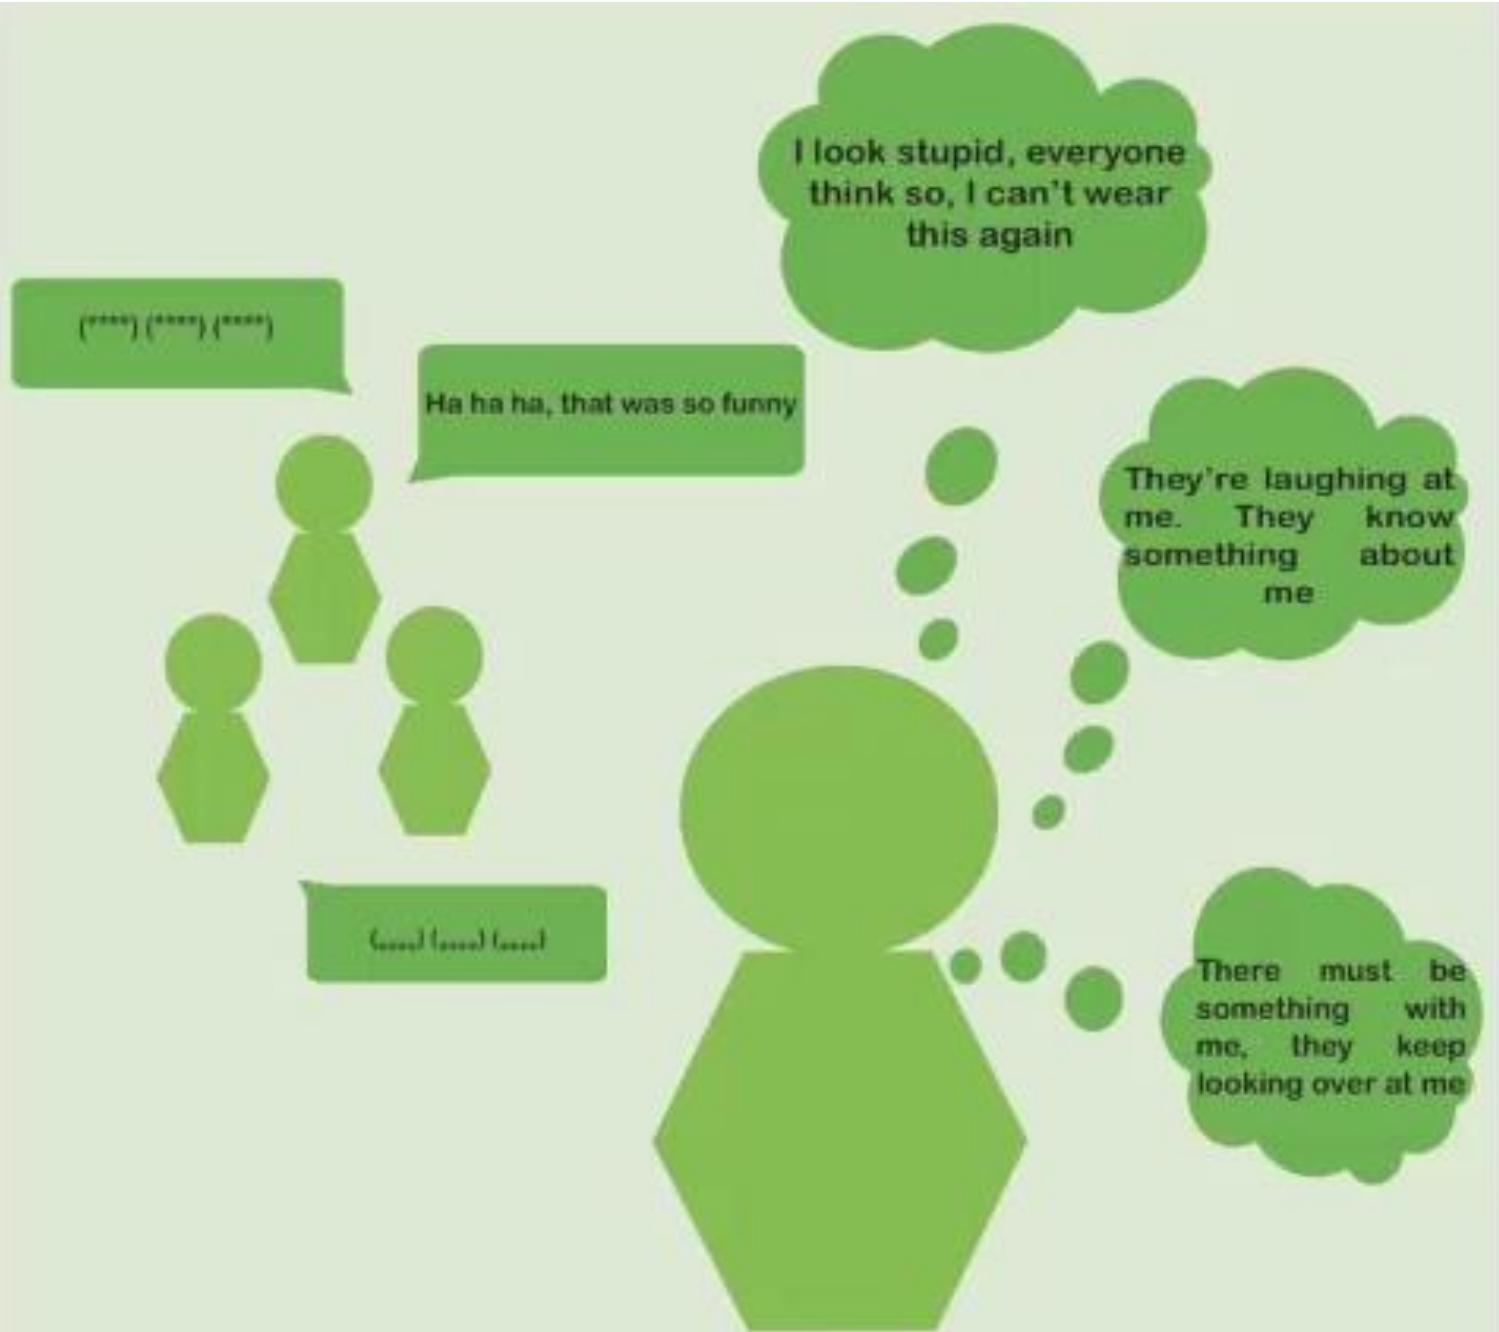 I look stupid, everyone
think so, I can't wear
this again
(****) (****) (****)
Ha ha ha, that was so funny
They're laughing at
me. They know
something about
me
(,,,,) (,,,,) (,,,,)
There must be
something with
me, they keep
looking over at me